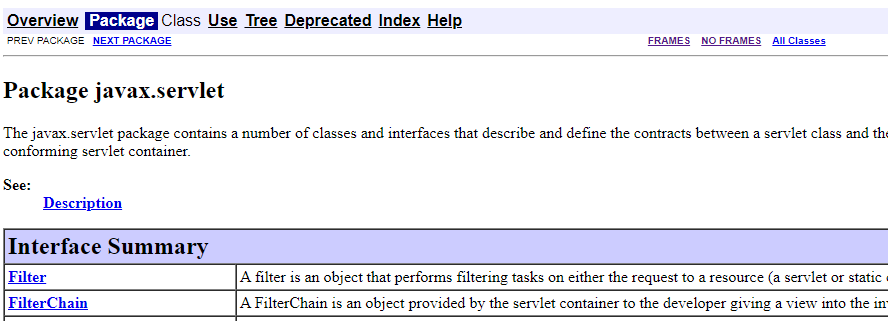 Overview Package Class Use Tree Deprecated Index Help
PREV PACKAGE NEXT PACKAGE FRAMES NO FRAMES All Classes
Package javax.servlet
The javax.servlet package contains a number of classes and interfaces that describe and define the contracts between a servlet class and the
conforming servlet container.
See:
Description
Interface Summary
Filter A filter is an object that performs filtering tasks on either the request to a resource (a servlet or static
FilterChain A FilterChain is an object provided by the servlet container to the developer giving a view into the